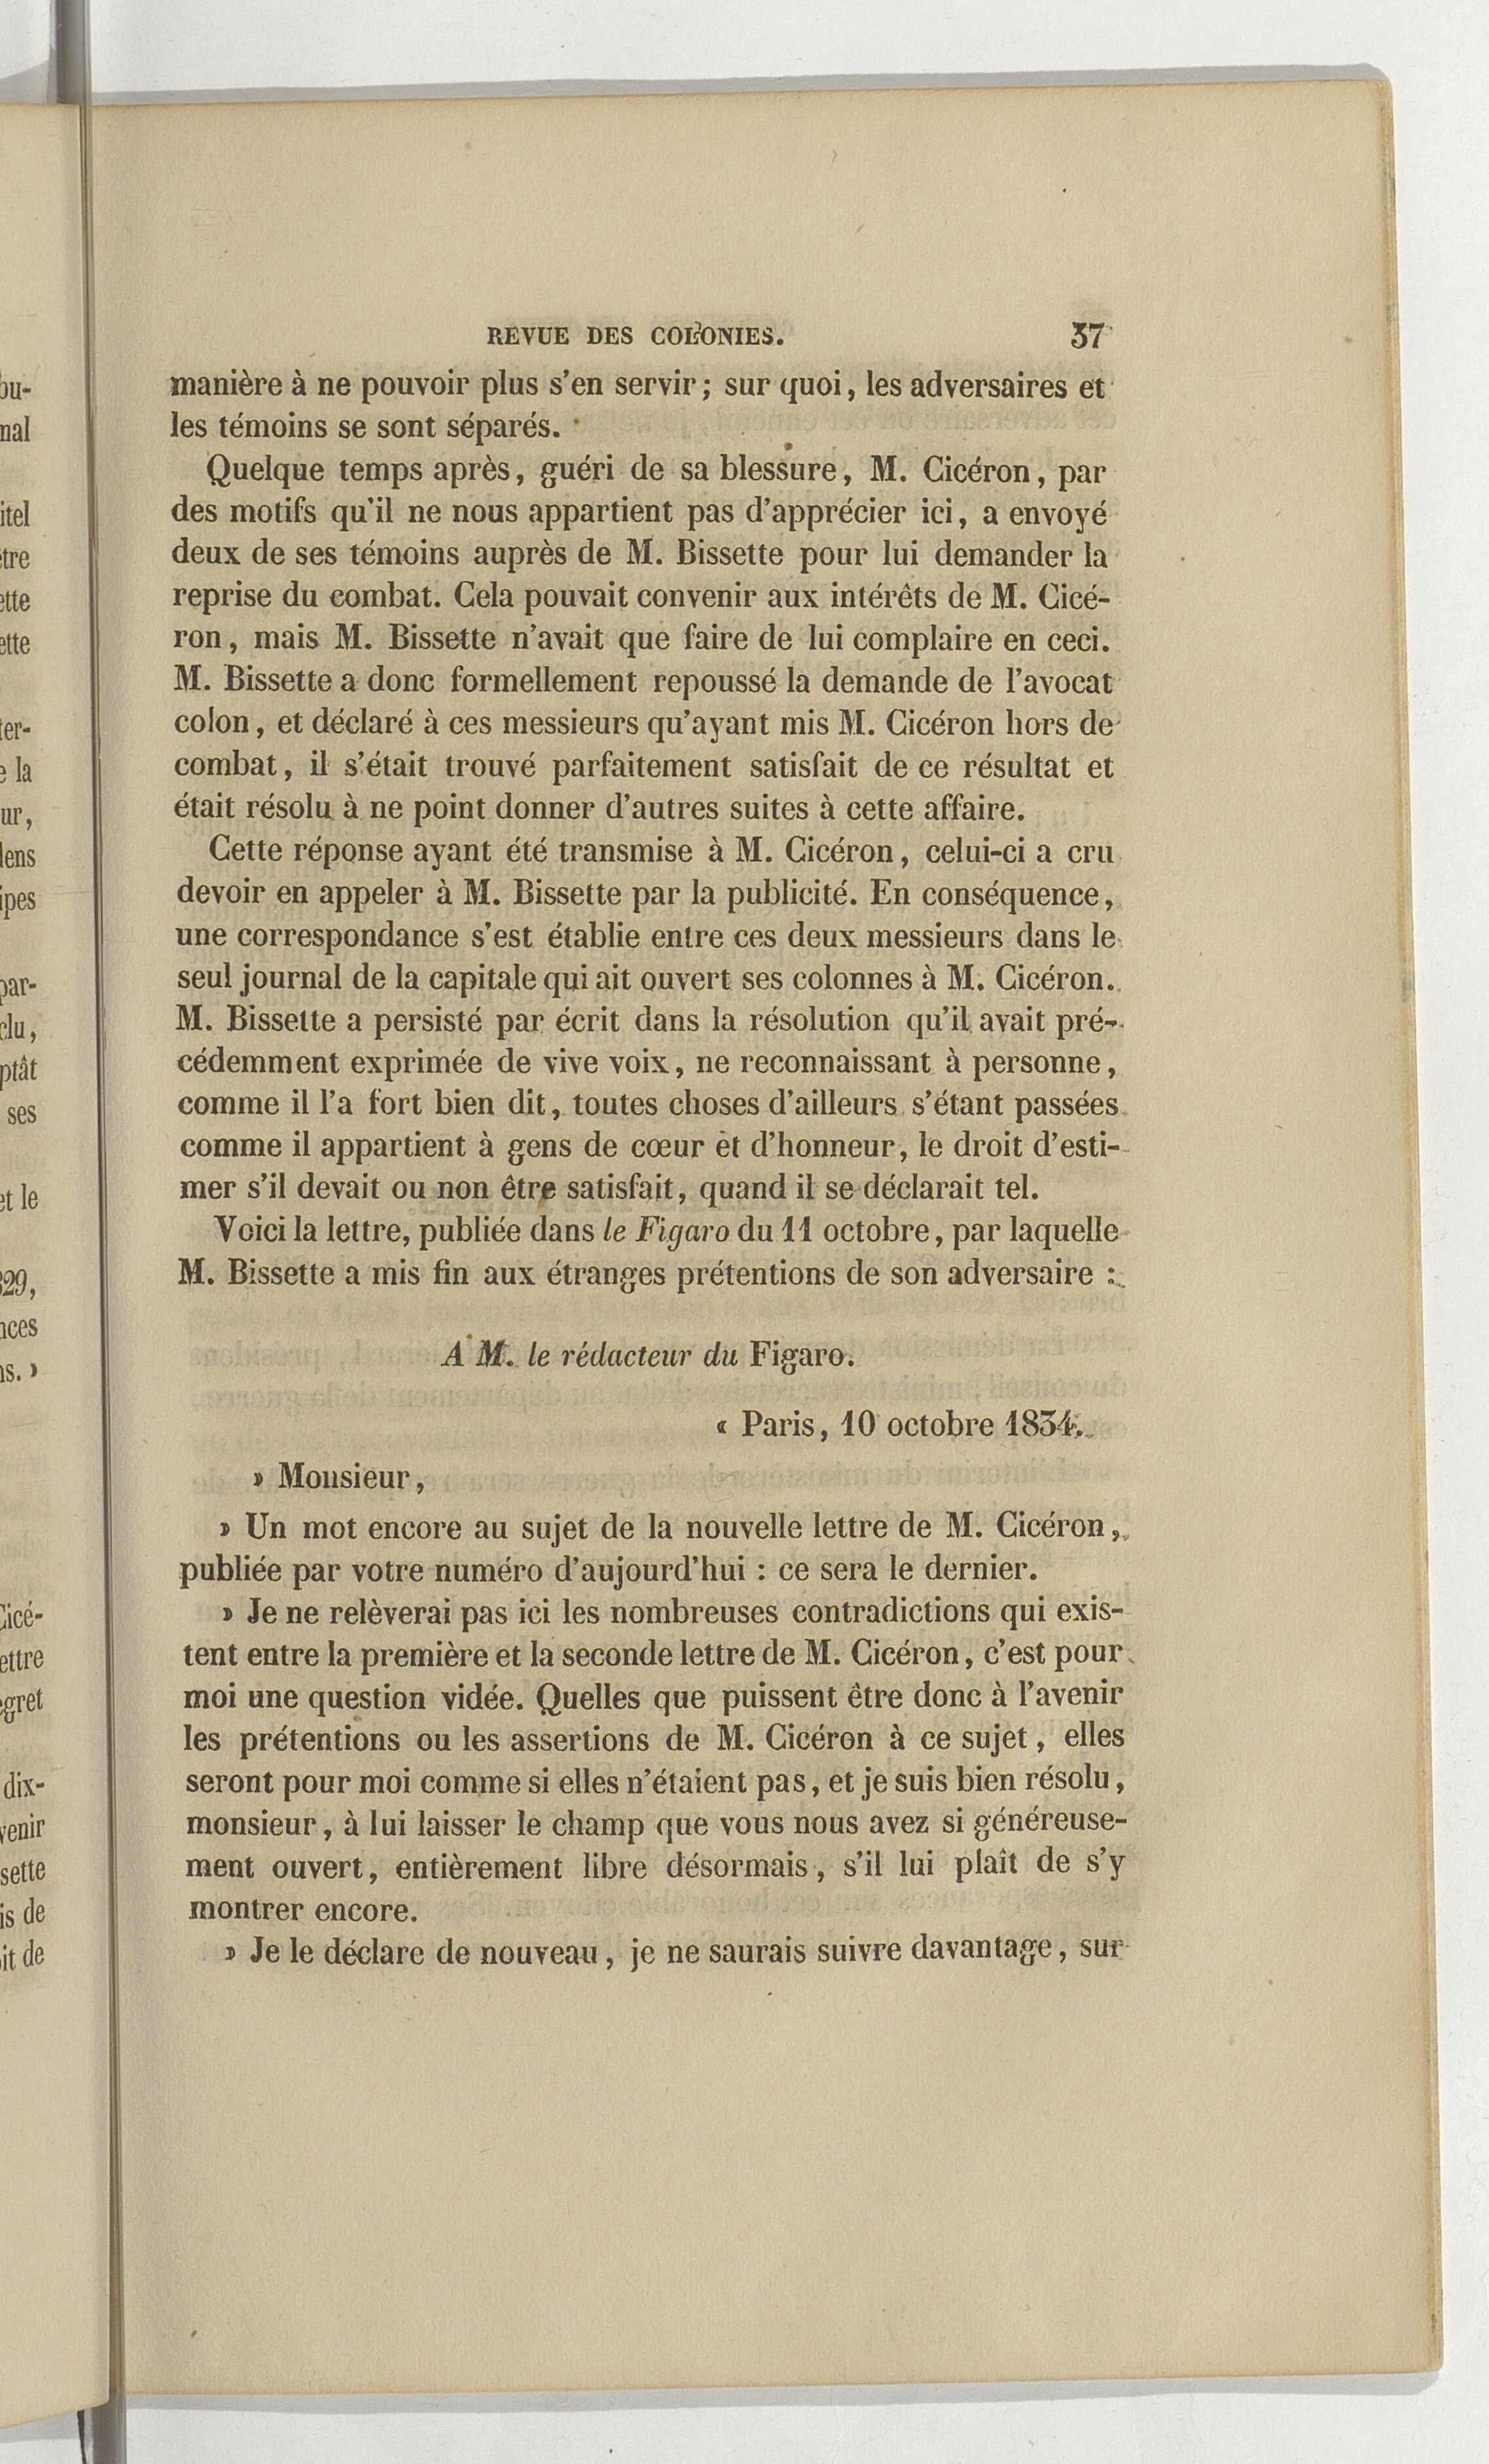 REVUE DES COLONIES. 37
manière à ne pouvoir plus s'en servir ; sur quoi, les adversaires et
les témoins se sont séparés.
Quelque temps après, guéri de sa blessure, M. Cicéron, par
des motifs qu'il ne nous appartient pas d'apprécier ici, a envoyé
deux de ses témoins auprès de M. Bissette pour lui demander la
reprise du combat. Cela pouvait convenir aux intérêts de M. Cicé-
ron, mais M. Bissette n'avait que faire de lui complaire en ceci.
M. Bissette a donc formellement repoussé la demande de l'avocat
colon, et déclaré à ces messieurs qu'ayant mis M. Cicéron hors de
combat, il s'était trouvé parfaitement satisfait de ce résultat et
était résolu à ne point donner d'autres suites à cette affaire.
Cette réponse ayant été transmise à M. Cicéron, celui-ci a cru
devoir en appeler à M. Bissette par la publicité. En conséquence,
une correspondance s'est établie entre ces deux messieurs dans le
seul journal de la capitale qui ait ouvert ses colonnes à M. Cicéron.
M. Bissette a persisté par écrit dans la résolution qu'il avait pré-
cédemment exprimée de vive voix, ne reconnaissant à personne,
comme il l'a fort bien dit, toutes choses d'ailleurs s'étant passées
comme il appartient à gens de cœur et d'honneur, le droit d'esti-
mer s'il devait ou non être satisfait, quand il se déclarait tel.
Voici la lettre, publiée dans le Figaro du 11 octobre, par laquelle
M. Bissette a mis fin aux étranges prétentions de son adversaire :
A M. le rédacteur du Figaro.
« Paris, 10 octobre 1834.
» Monsieur,
» Un mot encore au sujet de la nouvelle lettre de M. Cicéron,
publiée par votre numéro d'aujourd'hui : ce sera le dernier.
» Je ne relèverai pas ici les nombreuses contradictions qui exis-
tent entre la première et la seconde lettre de M. Cicéron, c'est pour
moi une question vidée. Quelles que puissent être donc à l'avenir
les prétentions ou les assertions de M. Cicéron à ce sujet, elles
seront pour moi comme si elles n'étaient pas, et je suis bien résolu,
monsieur, à lui laisser le champ que vous nous avez si généreuse-
ment ouvert, entièrement libre désormais, s'il lui plaît de s'y
montrer encore.
» Je le déclare de nouveau, je ne saurais suivre davantage, sur